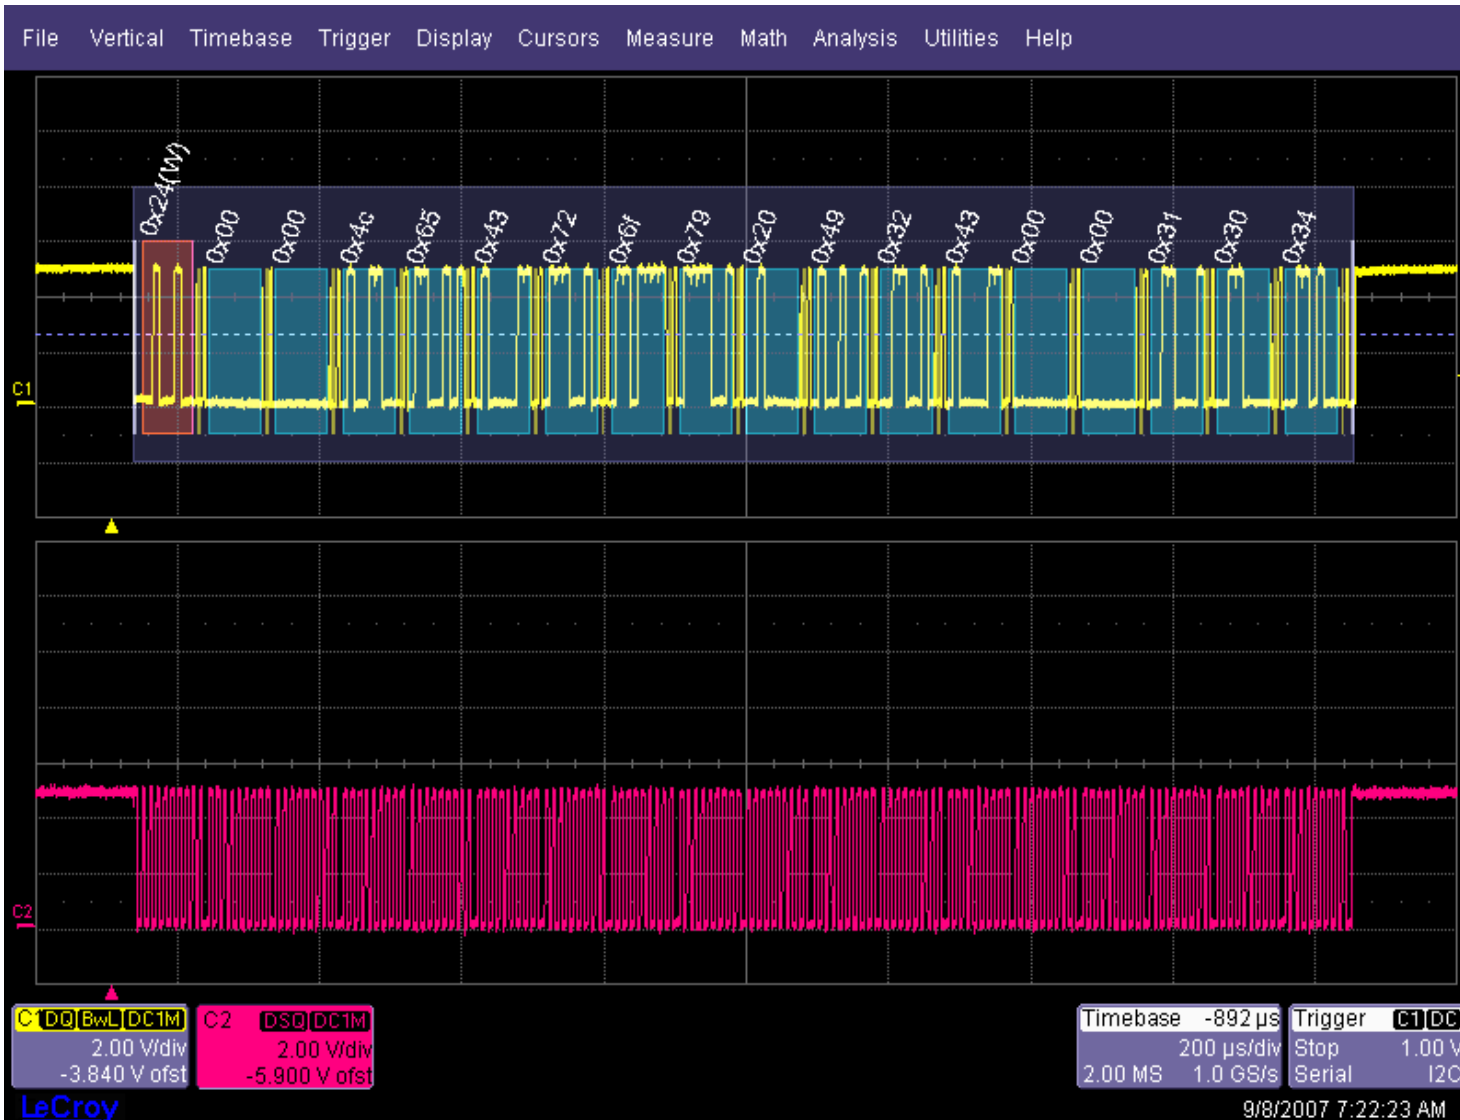 File Vertical Timebase Trigger Display Cursors Measure Math Analysis Utilities Help
0x24(W) 0x00 0x00 0x4c 0x65 0x43 0x72 0x6f 0x79 0x20 0x49 0x32 0x43 0x00 0x00 0x31 0x30 0x34
C1
C2
C1 DQ BwL DC1M
2.00 V/div
-3.840 V ofst
C2 DSQ DC1M
2.00 V/div
-5.900 V ofst
Timebase -892 µs
200 µs/div
2.00 MS 1.0 GS/s
Trigger C1 DC
Stop 1.00 V
Serial I2C
LeCroy
9/8/2007 7:22:23 AM